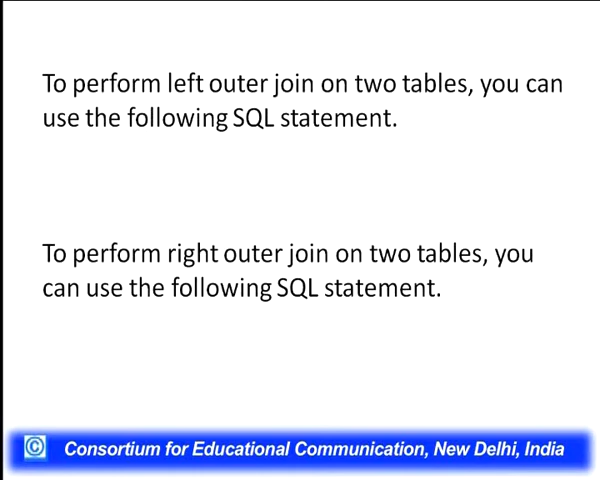 To perform left outer join on two tables, you can
use the following SQL statement.
To perform right outer join on two tables, you
can use the following SQL statement.
© Consortium for Educational Communication, New Delhi, India